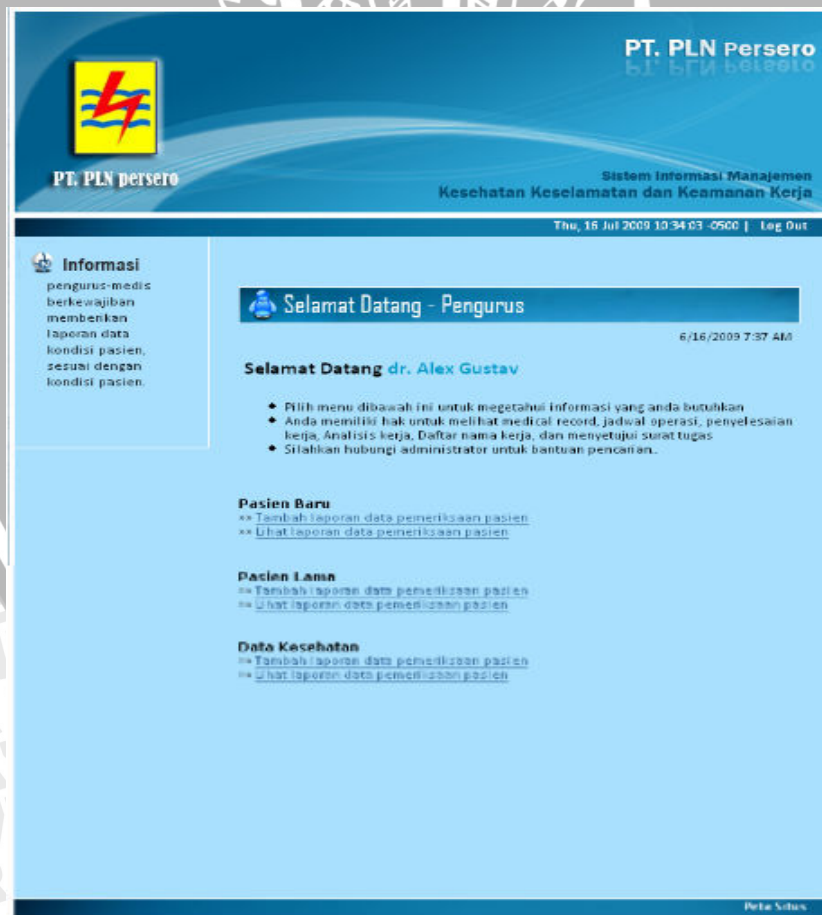 PT. PLN Persero
PT. PLN persero
Sistem Informasi Manajemen
Kesehatan Keselamatan dan Keamanan Kerja
Thu, 16 Jul 2009 10:34:03 -0500 | Log Out
Informasi
pengurus-medis
berkewajiban
memberikan
laporan data
kondisi pasien,
sesuai dengan
kondisi pasien.
Selamat Datang - Pengurus
6/16/2009 7:37 AM
Selamat Datang dr. Alex Gustav
Pilih menu dibawah ini untuk megetahui informasi yang anda butuhkan
Anda memiliki hak untuk melihat medical record, jadwal operasi, penyelesaian
kerja, Analisis kerja, Daftar nama kerja, dan menyetujui surat tugas
Silahkan hubungi administrator untuk bantuan pencarian..
Pasien Baru
»» Tambah laporan data pemeriksaan pasien
»» Lihat laporan data pemeriksaan pasien
Pasien Lama
»» Tambah laporan data pemeriksaan pasien
»» Lihat laporan data pemeriksaan pasien
Data Kesehatan
»» Tambah laporan data pemeriksaan pasien
»» Lihat laporan data pemeriksaan pasien
Peta Situs